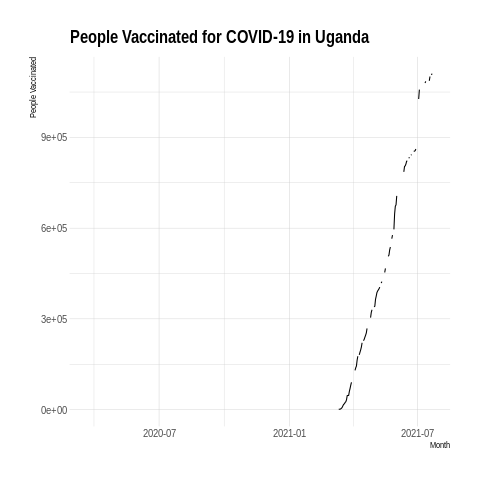 People Vaccinated for COVID-19 in Uganda
People Vaccinated
9e+05
6e+05
3e+05
0e+00
2020-07 2021-01 2021-07
Month